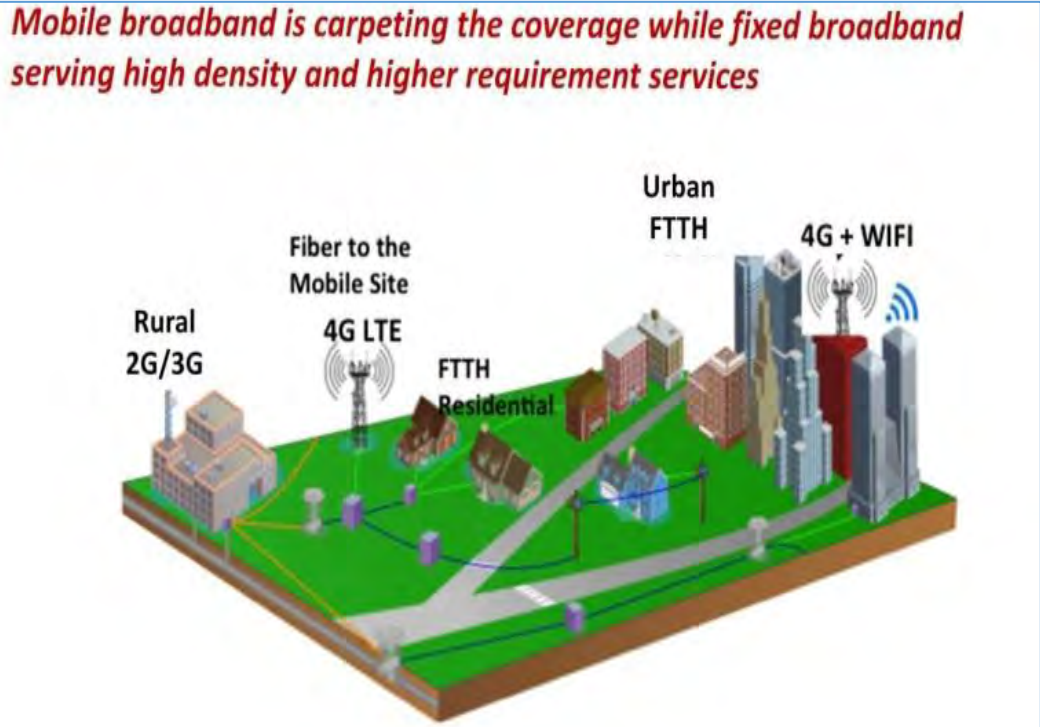 Mobile broadband is carpeting the coverage while fixed broadband
serving high density and higher requirement services
Urban
FTTH
4G + WIFI
Fiber to the
Mobile Site
4G LTE
Rural
2G/3G
FTTH
Residential